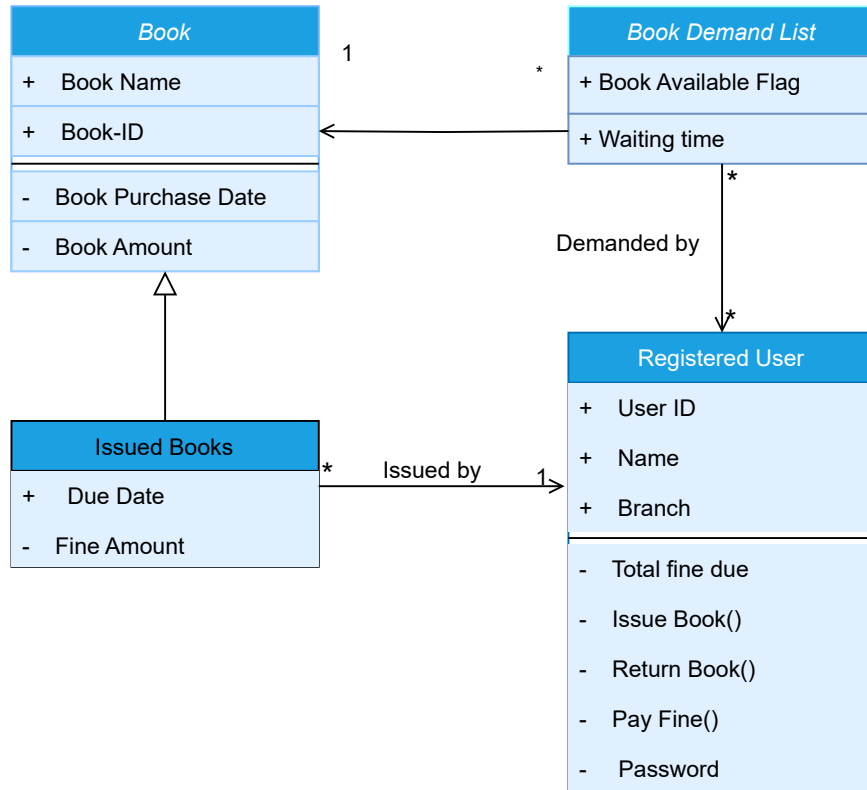 Book
+ Book Name
+ Book-ID
- Book Purchase Date
- Book Amount
1
*
Book Demand List
+ Book Available Flag
+ Waiting time
*
Demanded by
*
Issued Books
+ Due Date
- Fine Amount
*
Issued by
1
Registered User
+ User ID
+ Name
+ Branch
- Total fine due
- Issue Book()
- Return Book()
- Pay Fine()
- Password